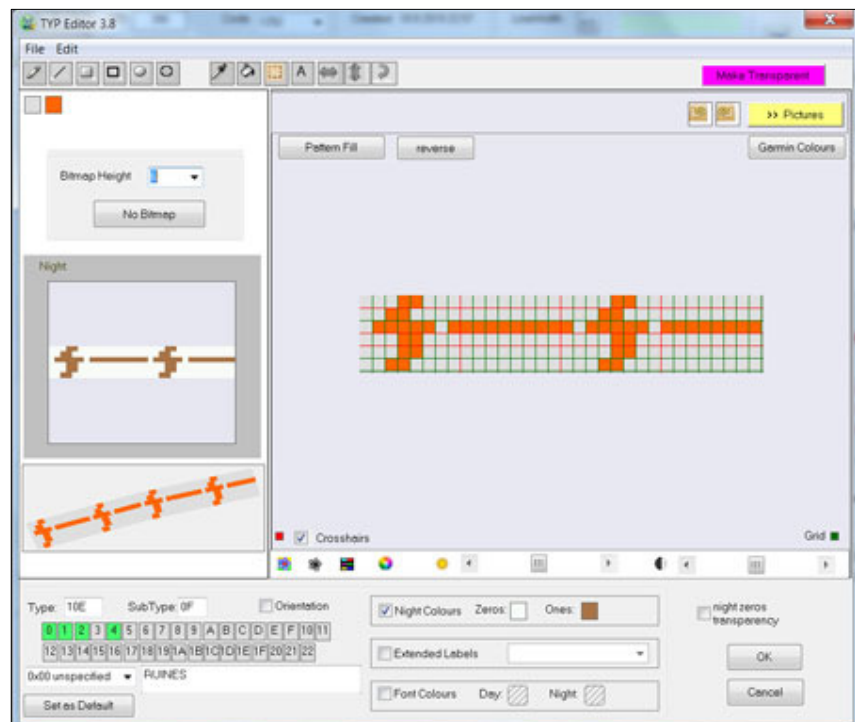 TYP Editor 3.8
File Edit
A
Make Transparent
>> Pictures
Pattern Fill reverse Garmin Colours
Bitmap Height
No Bitmap
Night
Crosshairs Grid
Type: 10E SubType: 0F Orientation
0 1 2 3 4 5 6 7 8 9 A B C D E F 10 11
12 13 14 15 16 17 18 19 1A 1B 1C 1D 1E 1F 20 21 22
0x00 unspecified RUINES
Set as Default
Night Colours Zeros: Ones:
Extended Labels
Font Colours Day: Night:
night zeros
transparency
OK
Cancel